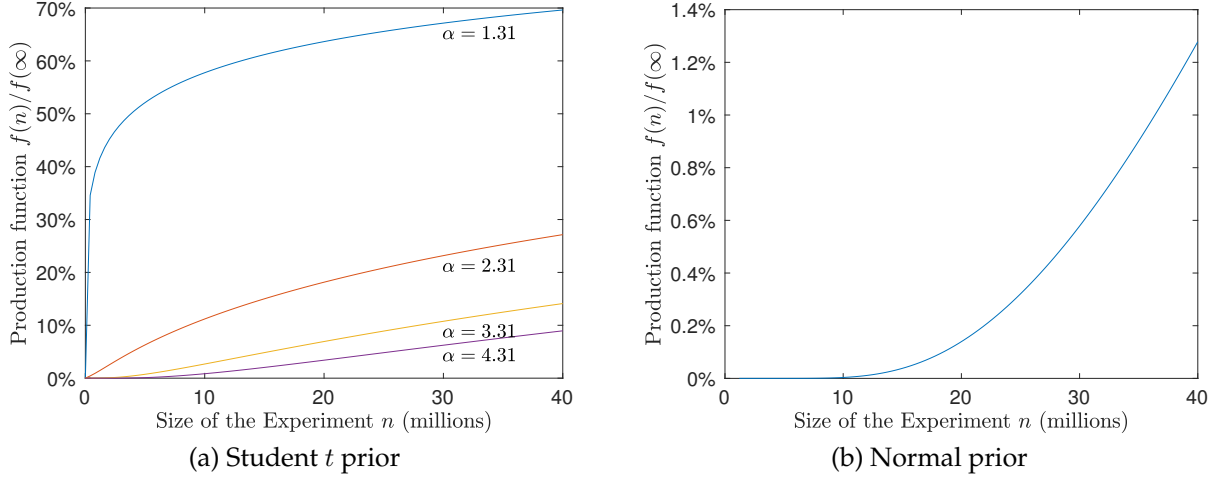 Production function f(n)/f(∞)
70%
60%
50%
40%
30%
20%
10%
0%
α = 1.31
α = 2.31
α = 3.31
α = 4.31
0 10 20 30 40
Size of the Experiment n (millions)
(a) Student t prior
Production function f(n)/f(∞)
1.4%
1.2%
1%
0.8%
0.6%
0.4%
0.2%
0%
0 10 20 30 40
Size of the Experiment n (millions)
(b) Normal prior